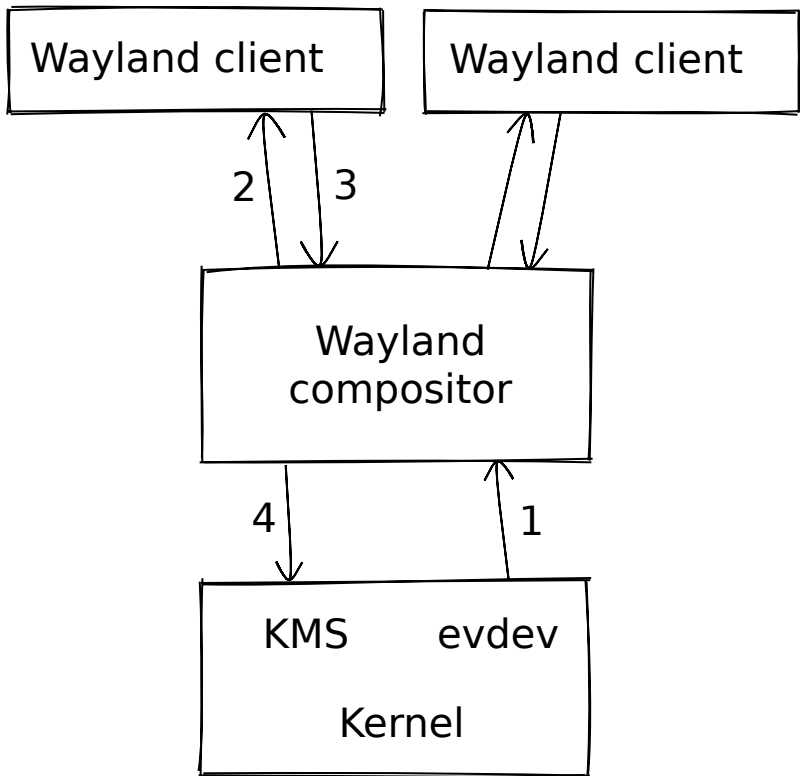 Wayland client
Wayland client
2
3
Wayland
compositor
4
1
KMS
evdev
Kernel